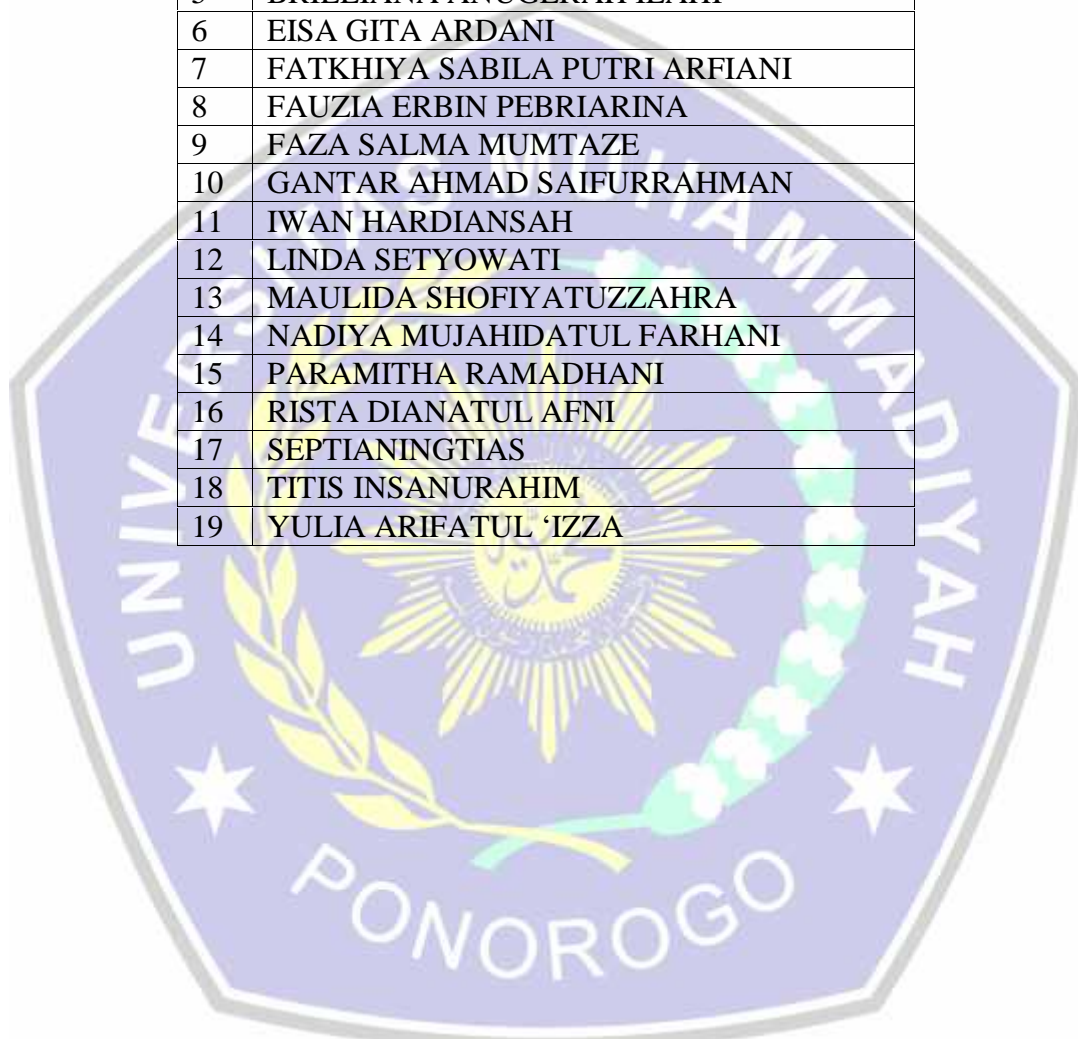 6 EISA GITA ARDANI
7 FATKHIYA SABILA PUTRI ARFIANI
8 FAUZIA ERBIN PEBRIARINA
9 FAZA SALMA MUMTAZE
10 GANTAR AHMAD SAIFURRAHMAN
11 IWAN HARDIANSAH
12 LINDA SETYOWATI
13 MAULIDA SHOFIYATUZZAHRA
14 NADIYA MUJAHIDATUL FARHANI
15 PARAMITHA RAMADHANI
16 RISTA DIANATUL AFNI
17 SEPTIANINGTIAS
18 TITIS INSANURAHIM
19 YULIA ARIFATUL ‘IZZA
UNIVERSITAS MUHAMMADIYAH
PONOROGO